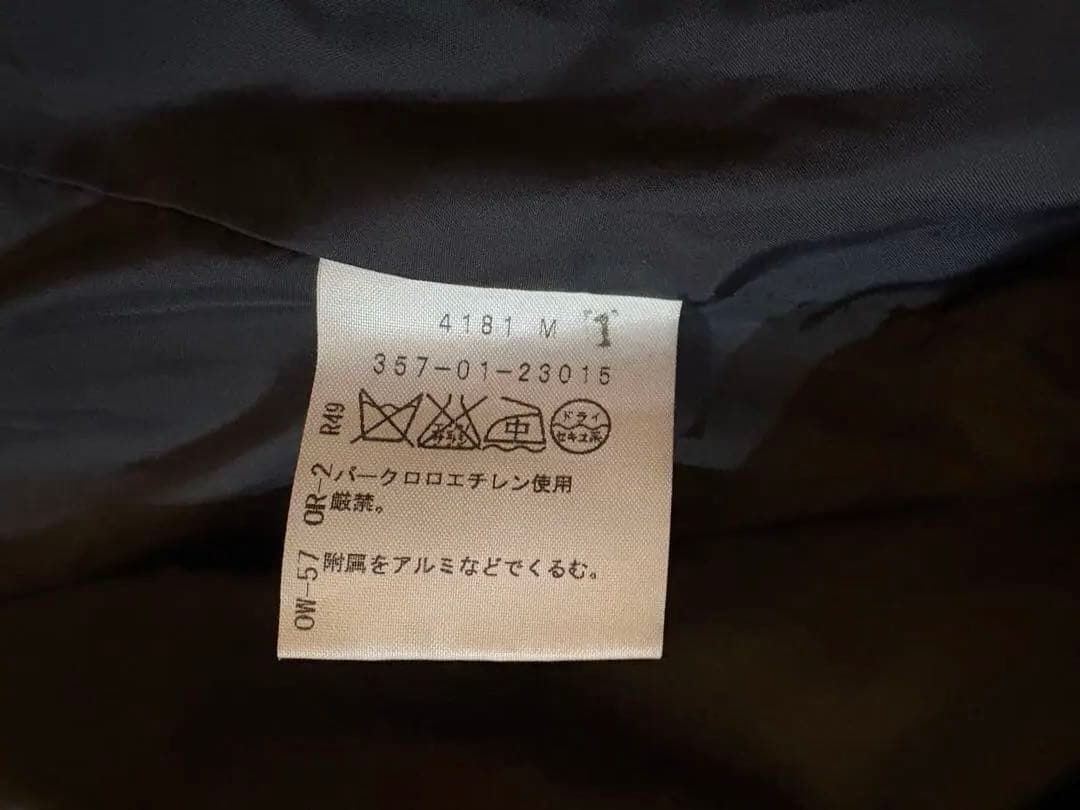 4181 M "1"
357-01-23015
中
ドライ
セキユ系
パークロロエチレン使用
厳禁。
附属をアルミなどでくるむ。
R49
OR-2
OW-57